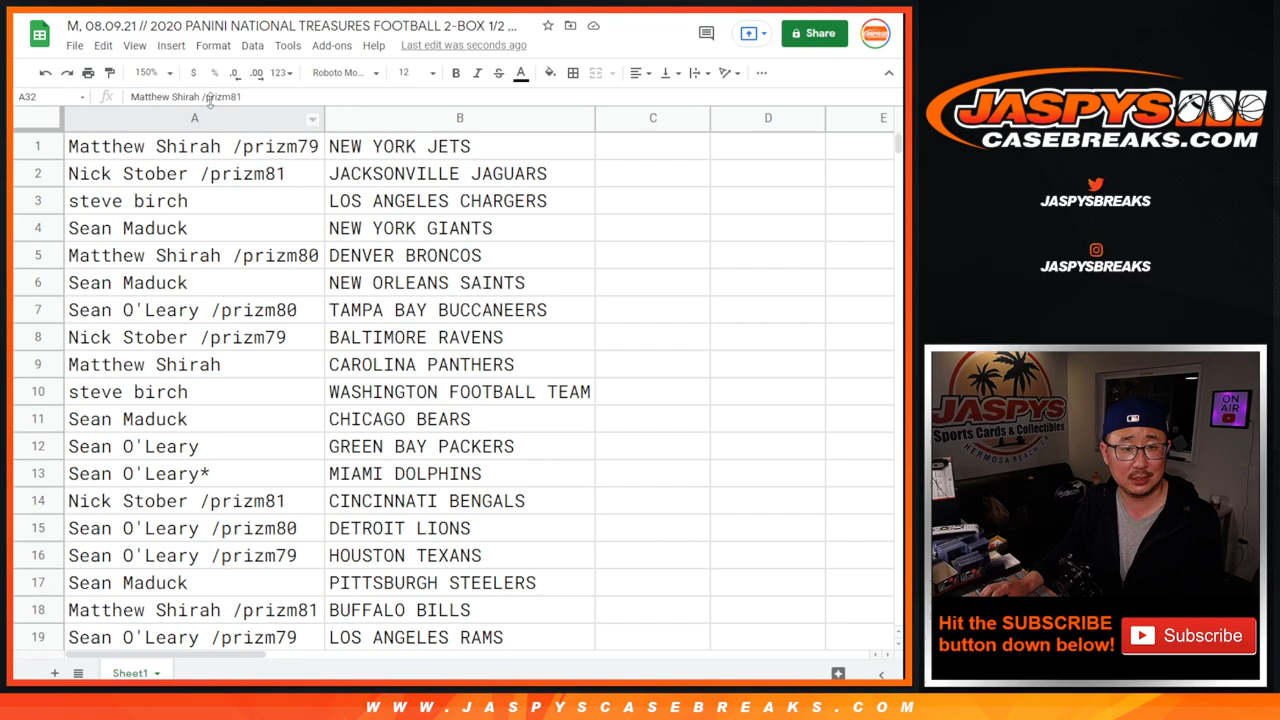 M, 08.09.21 // 2020 PANINI NATIONAL TREASURES FOOTBALL 2-BOX 1/2 ...
File Edit View Insert Format Data Tools Add-ons Help Last edit was seconds ago
Share
150% $ % .0 .00 123 Roboto Mo... 12 B I S A
A32 fx Matthew Shirah /prizm81
A B C D E
1 Matthew Shirah /prizm79 NEW YORK JETS
2 Nick Stober /prizm81 JACKSONVILLE JAGUARS
3 steve birch LOS ANGELES CHARGERS
4 Sean Maduck NEW YORK GIANTS
5 Matthew Shirah /prizm80 DENVER BRONCOS
6 Sean Maduck NEW ORLEANS SAINTS
7 Sean O'Leary /prizm80 TAMPA BAY BUCCANEERS
8 Nick Stober /prizm79 BALTIMORE RAVENS
9 Matthew Shirah CAROLINA PANTHERS
10 steve birch WASHINGTON FOOTBALL TEAM
11 Sean Maduck CHICAGO BEARS
12 Sean O'Leary GREEN BAY PACKERS
13 Sean O'Leary* MIAMI DOLPHINS
14 Nick Stober /prizm81 CINCINNATI BENGALS
15 Sean O'Leary /prizm80 DETROIT LIONS
16 Sean O'Leary /prizm79 HOUSTON TEXANS
17 Sean Maduck PITTSBURGH STEELERS
18 Matthew Shirah /prizm81 BUFFALO BILLS
19 Sean O'Leary /prizm79 LOS ANGELES RAMS
Sheet1
JASPYS
CASEBREAKS.COM
JASPYSBREAKS
JASPYSBREAKS
JASPYS
Sports Cards & Collectibles
HERMOSA BEACH CA
ON AIR
Hit the SUBSCRIBE
button down below!
Subscribe
WWW.JASPYSCASEBREAKS.COM